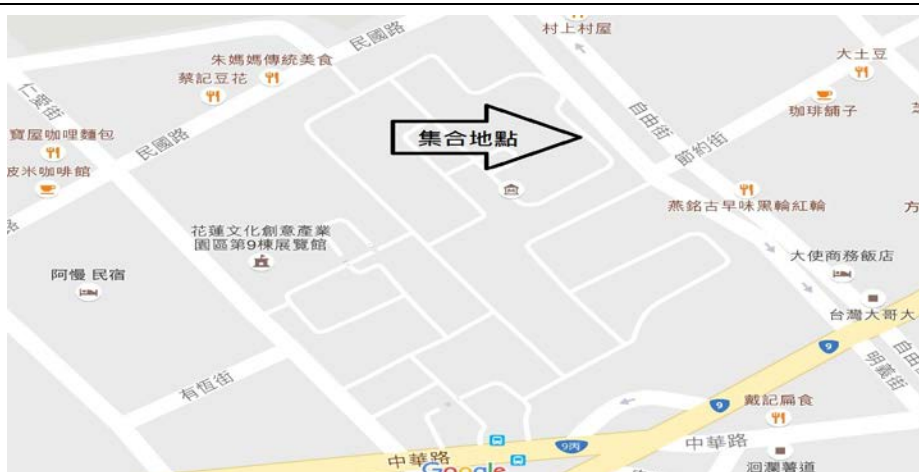 村上村屋
民國路
朱媽媽傳統美食
蔡記豆花
大土豆
仁愛街
自由街
咖啡舖子
集合地點
寶屋咖哩麵包
民國路
節約街
皮米咖啡館
燕銘古早味黑輪紅輪
方
路
花蓮文化創意產業
園區第9棟展覽館
大使商務飯店
阿慢 民宿
台灣大哥大
9
自由街
明義街
有恆街
9
戴記扁食
9丙
中華路
中華路
Google
洄瀾薯道